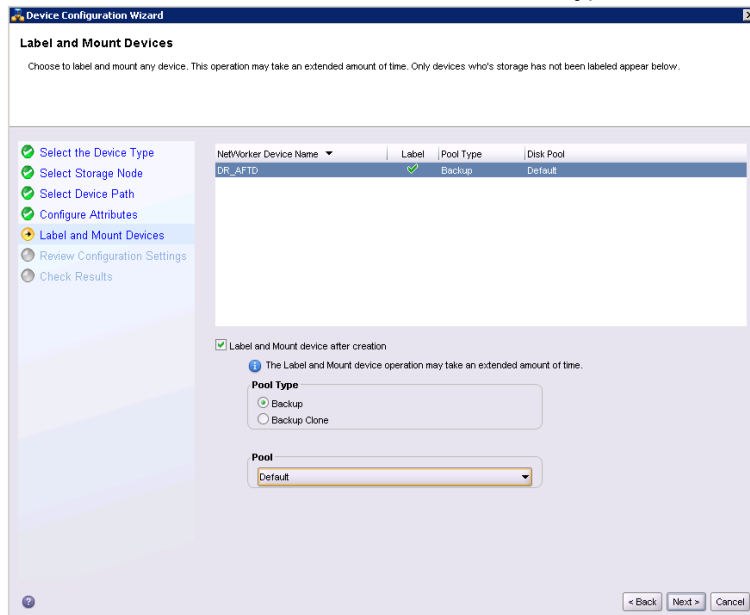 Device Configuration Wizard
Label and Mount Devices
Choose to label and mount any device. This operation may take an extended amount of time. Only devices who's storage has not been labeled appear below.
Select the Device Type
Select Storage Node
Select Device Path
Configure Attributes
Label and Mount Devices
Review Configuration Settings
Check Results
NetWorker Device Name Label Pool Type Disk Pool
DR_AFTD Backup Default
Label and Mount device after creation
The Label and Mount device operation may take an extended amount of time.
Pool Type
Backup
Backup Clone
Pool
Default
< Back Next > Cancel